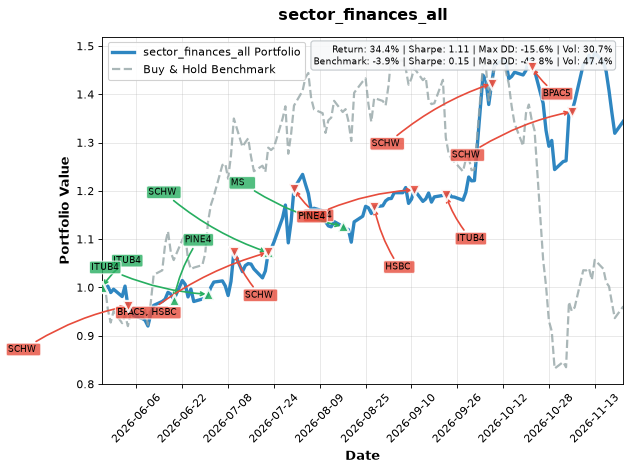 sector_finances_all
sector_finances_all Portfolio
Buy & Hold Benchmark
Return: 34.4% | Sharpe: 1.11 | Max DD: -15.6% | Vol: 30.7%
Benchmark: -3.9% | Sharpe: 0.15 | Max DD: -42.8% | Vol: 47.4%
Portfolio Value
1.5
1.4
1.3
1.2
1.1
1.0
0.9
0.8
BPAC5
SCHW
SCHW
MS
SCHW
PINE4
PINE4
ITUB4
ITUB4
ITUB4
HSBC
SCHW
BPAC5, HSBC
SCHW
2026-06-06
2026-06-22
2026-07-08
2026-07-24
2026-08-09
2026-08-25
2026-09-10
2026-09-26
2026-10-12
2026-10-28
2026-11-13
Date